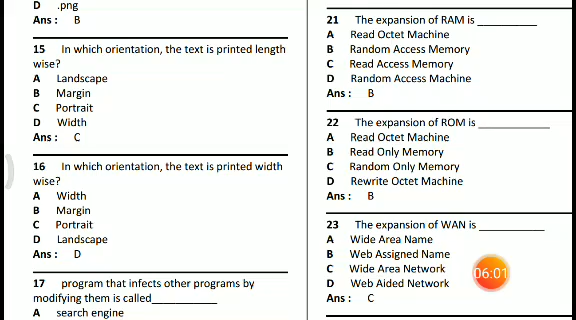 D .png
Ans : B
15 In which orientation, the text is printed length
wise?
A Landscape
B Margin
C Portrait
D Width
Ans : C
16 In which orientation, the text is printed width
wise?
A Width
B Margin
C Portrait
D Landscape
Ans : D
17 program that infects other programs by
modifying them is called___________
A search engine
21 The expansion of RAM is __________
A Read Octet Machine
B Random Access Memory
C Read Access Memory
D Random Access Machine
Ans : B
22 The expansion of ROM is ____________
A Read Octet Machine
B Read Only Memory
C Random Only Memory
D Rewrite Octet Machine
Ans : B
23 The expansion of WAN is ___________
A Wide Area Name
B Web Assigned Name
C Wide Area Network
D Web Aided Network
Ans : C
06:01